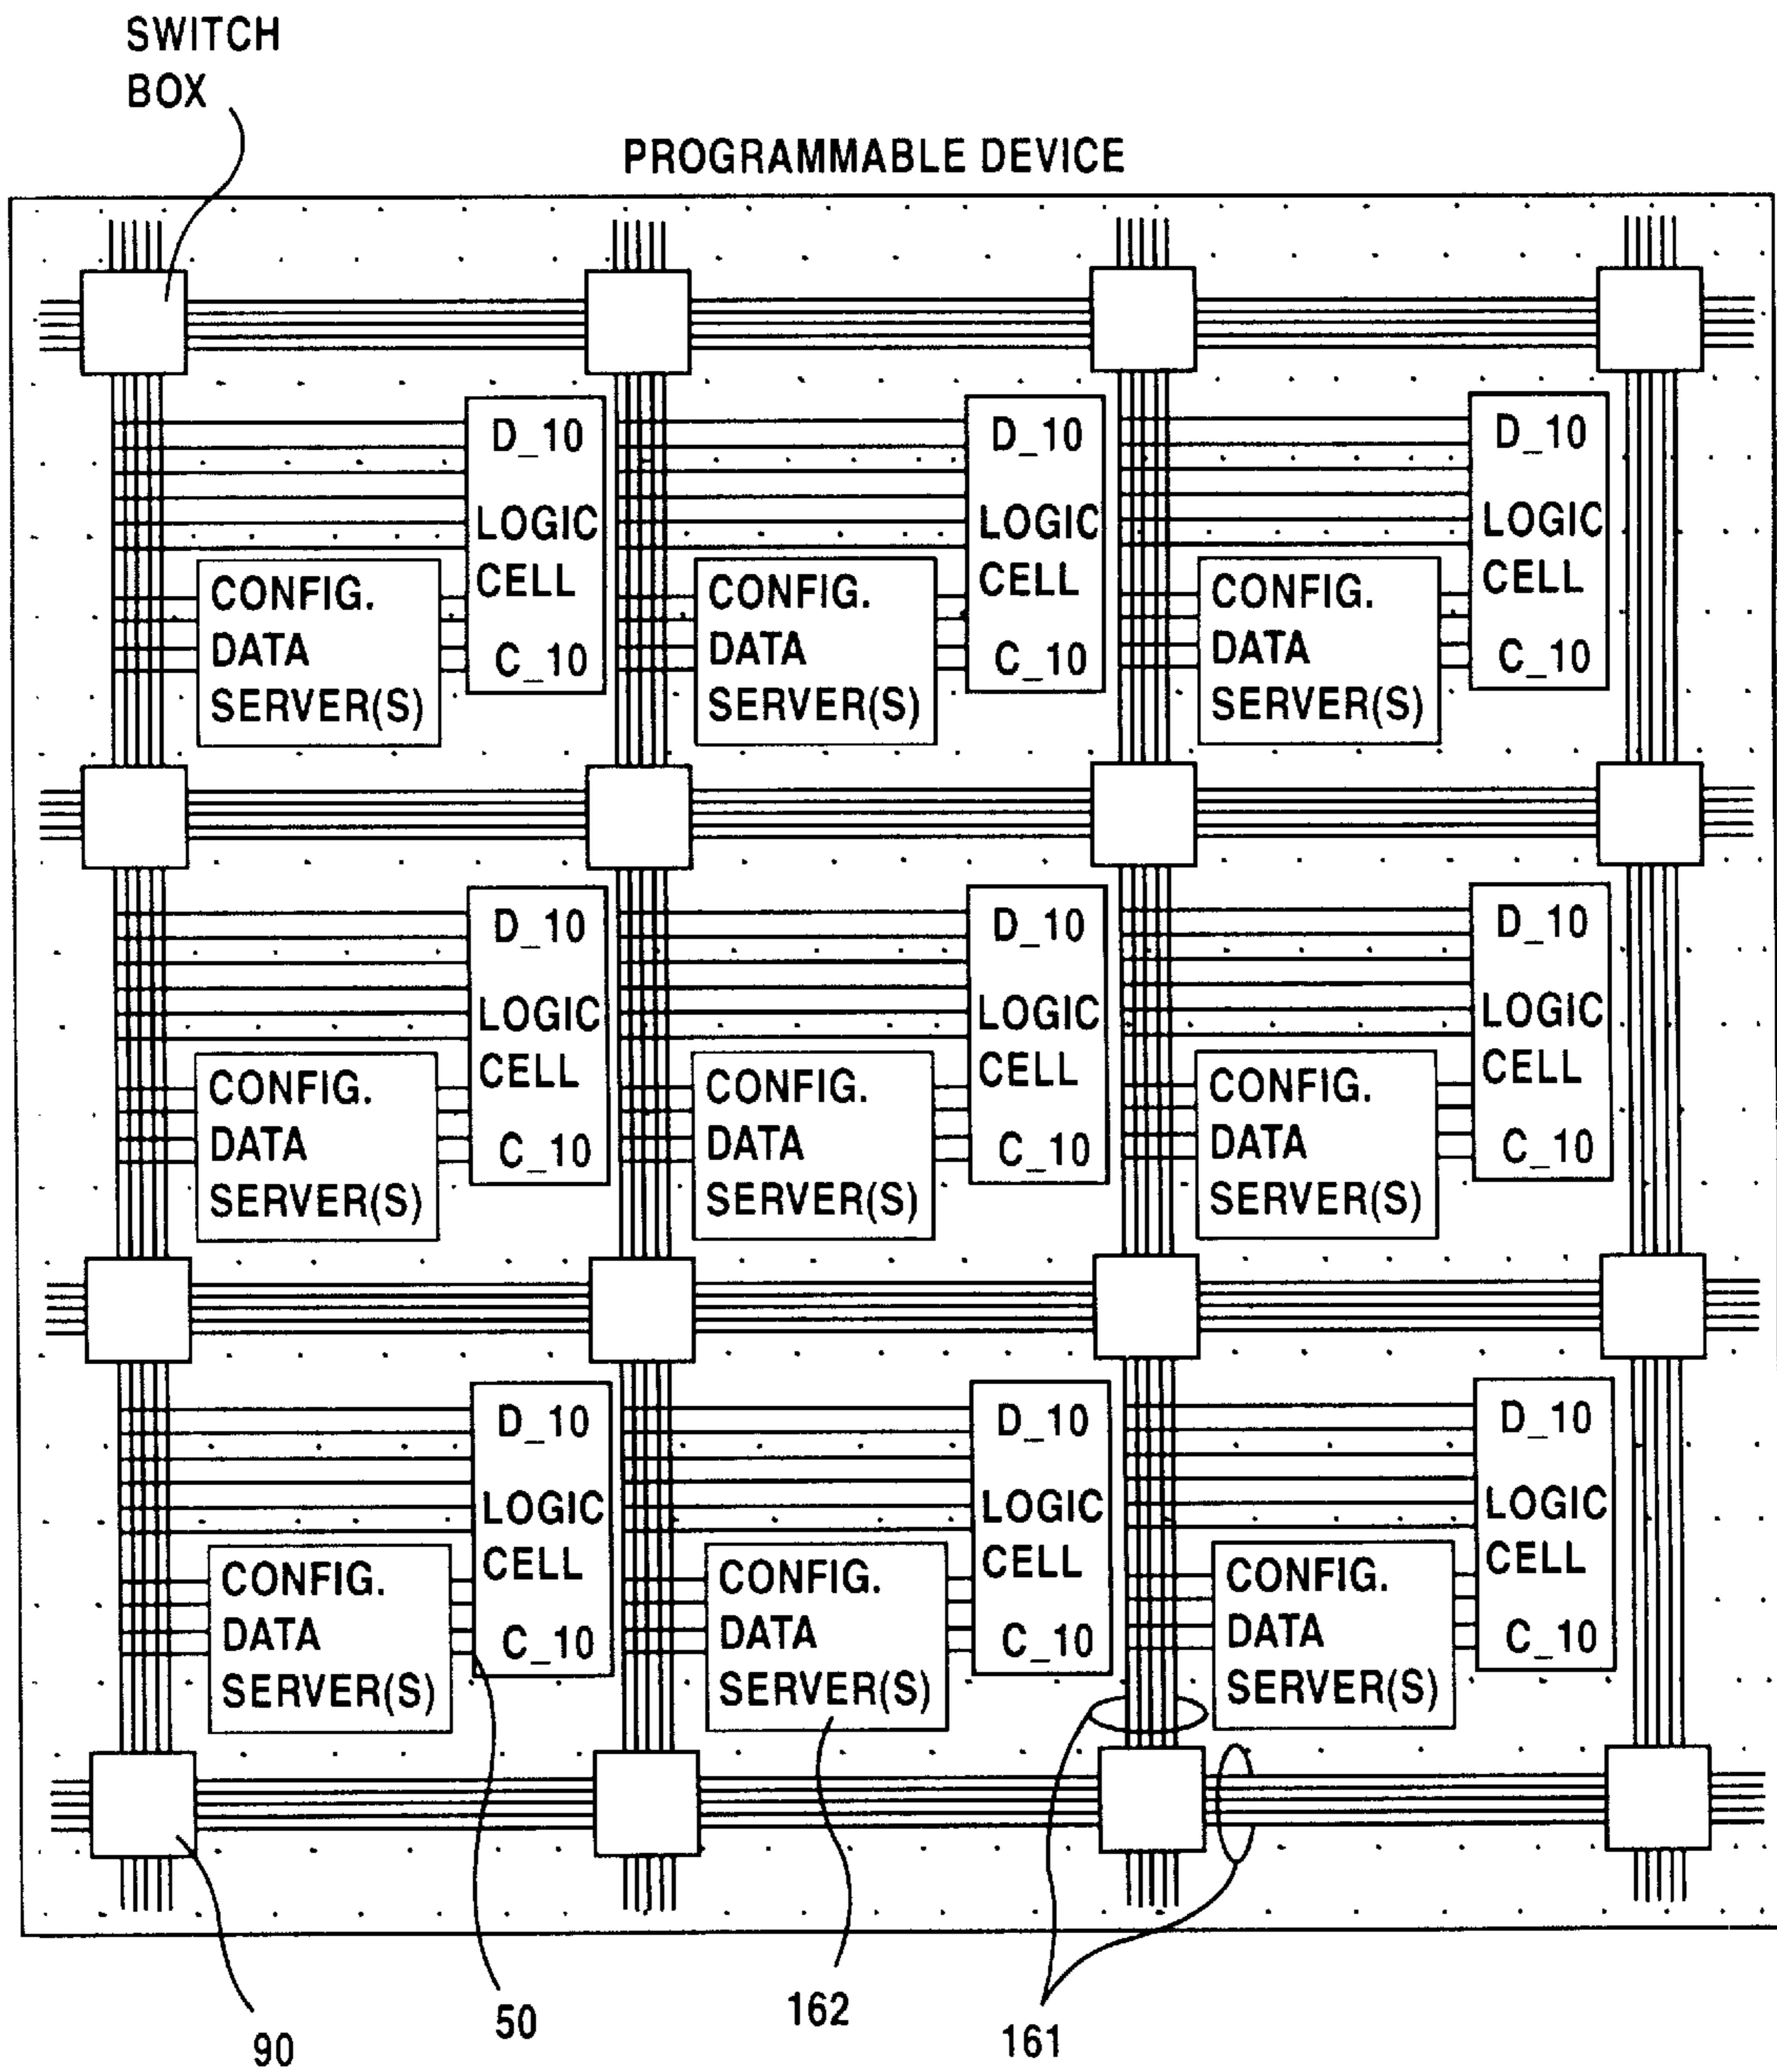 SWITCH
BOX
PROGRAMMABLE DEVICE
D_10
LOGIC
CELL
C_10
CONFIG.
DATA
SERVER(S)
D_10
LOGIC
CELL
C_10
CONFIG.
DATA
SERVER(S)
D_10
LOGIC
CELL
C_10
CONFIG.
DATA
SERVER(S)
D_10
LOGIC
CELL
C_10
CONFIG.
DATA
SERVER(S)
D_10
LOGIC
CELL
C_10
CONFIG.
DATA
SERVER(S)
D_10
LOGIC
CELL
C_10
CONFIG.
DATA
SERVER(S)
D_10
LOGIC
CELL
C_10
CONFIG.
DATA
SERVER(S)
D_10
LOGIC
CELL
C_10
CONFIG.
DATA
SERVER(S)
D_10
LOGIC
CELL
C_10
CONFIG.
DATA
SERVER(S)
90
50
162
161